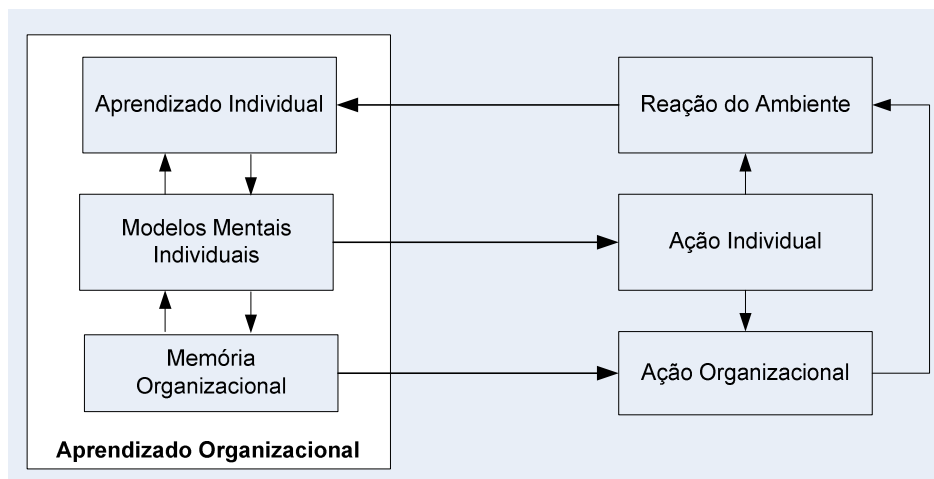 Aprendizado Individual
Modelos Mentais
Individuais
Memória
Organizacional
Aprendizado Organizacional
Reação do Ambiente
Ação Individual
Ação Organizacional